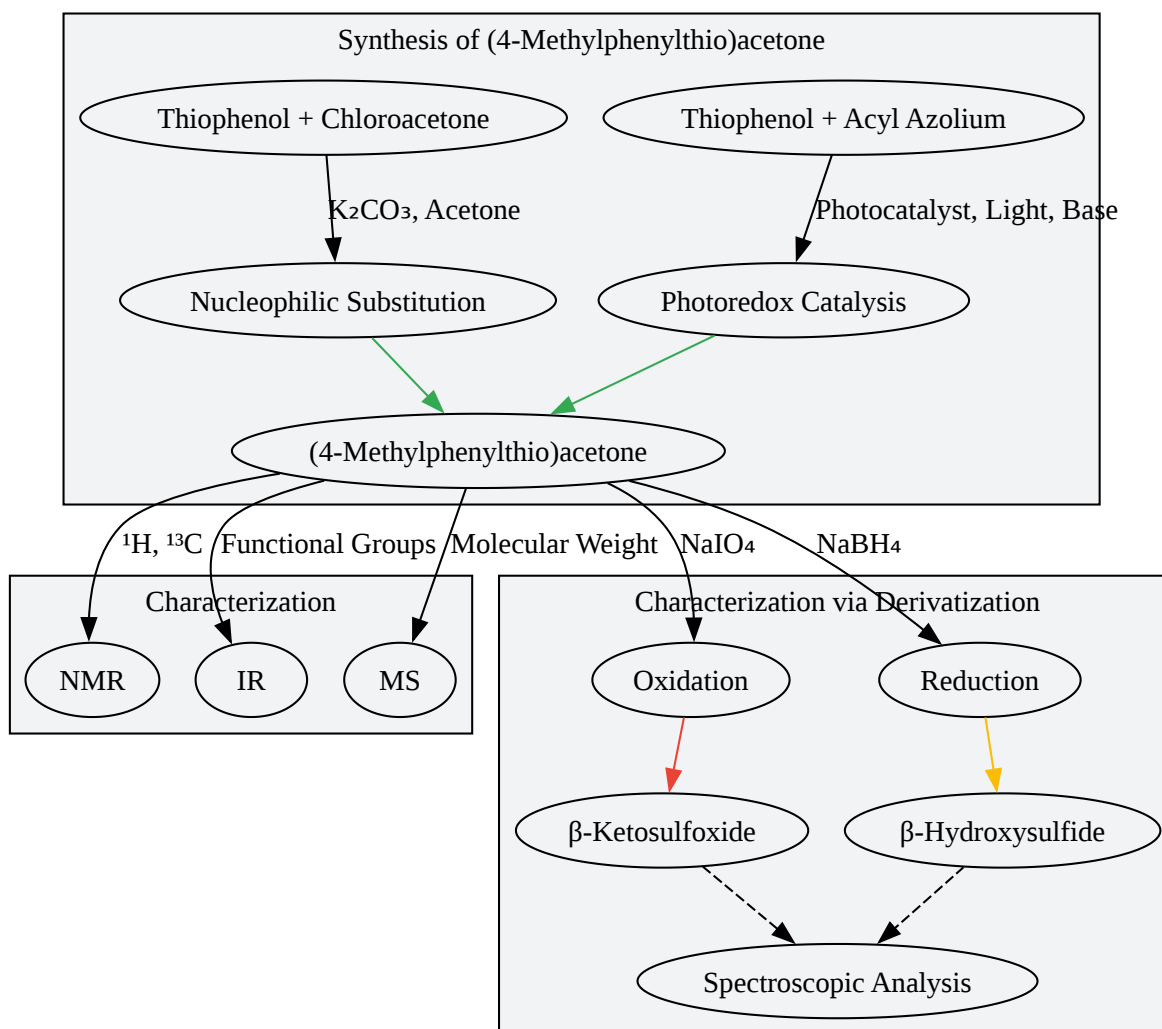 Synthesis of (4-Methylphenylthio)acetone
Thiophenol + Chloroacetone
Thiophenol + Acyl Azolium
K₂CO₃, Acetone
Photocatalyst, Light, Base
Nucleophilic Substitution
Photoredox Catalysis
(4-Methylphenylthio)acetone
¹H, ¹³C
Functional Groups
Molecular Weight
NaIO₄
NaBH₄
Characterization
Characterization via Derivatization
NMR
IR
MS
Oxidation
Reduction
β-Ketosulfoxide
β-Hydroxysulfide
Spectroscopic Analysis